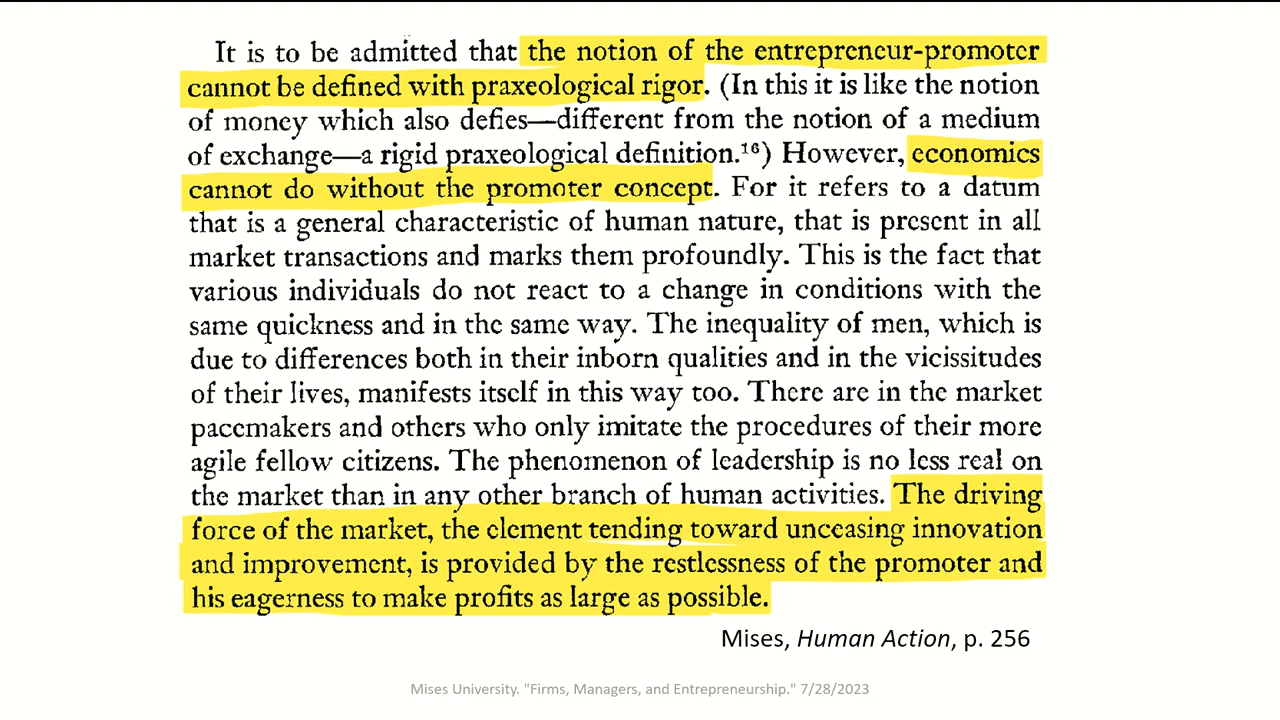 It is to be admitted that the notion of the entrepreneur-promoter
cannot be defined with praxeological rigor. (In this it is like the notion
of money which also defies—different from the notion of a medium
of exchange—a rigid praxeological definition.¹⁶) However, economics
cannot do without the promoter concept. For it refers to a datum
that is a general characteristic of human nature, that is present in all
market transactions and marks them profoundly. This is the fact that
various individuals do not react to a change in conditions with the
same quickness and in the same way. The inequality of men, which is
due to differences both in their inborn qualities and in the vicissitudes
of their lives, manifests itself in this way too. There are in the market
pacemakers and others who only imitate the procedures of their more
agile fellow citizens. The phenomenon of leadership is no less real on
the market than in any other branch of human activities. The driving
force of the market, the element tending toward unceasing innovation
and improvement, is provided by the restlessness of the promoter and
his eagerness to make profits as large as possible.
Mises, Human Action, p. 256
Mises University. "Firms, Managers, and Entrepreneurship." 7/28/2023